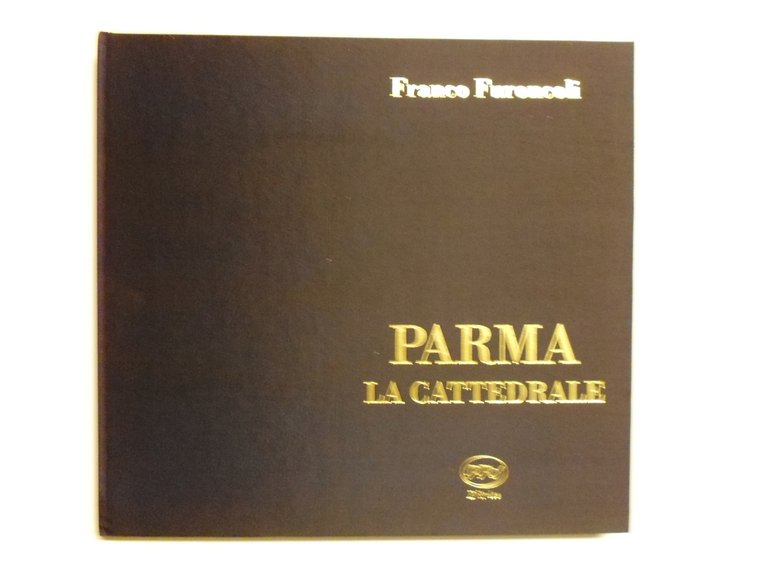 Franco Furoncoli
PARMA
LA CATTEDRALE